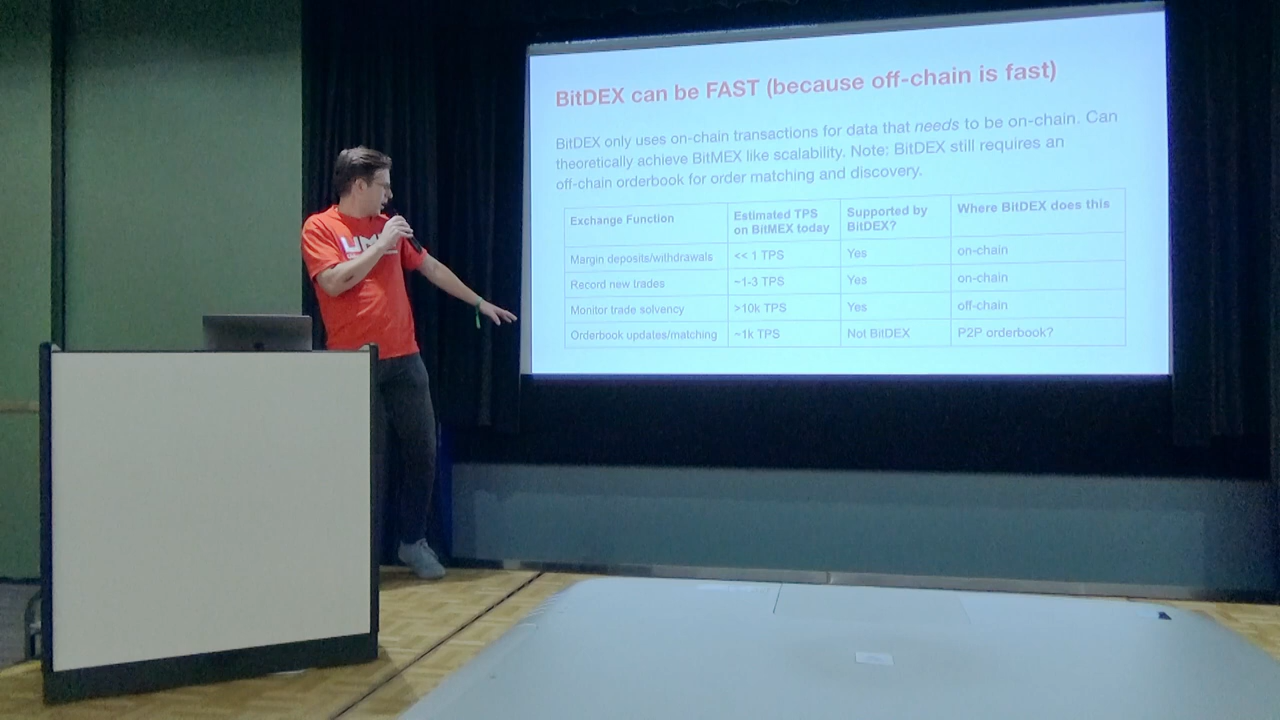 BitDEX can be FAST (because off-chain is fast)
BitDEX only uses on-chain transactions for data that needs to be on-chain. Can
theoretically achieve BitMEX like scalability. Note: BitDEX still requires an
off-chain orderbook for order matching and discovery.
Exchange Function Estimated TPS on BitMEX today Supported by BitDEX? Where BitDEX does this
Margin deposits/withdrawals << 1 TPS Yes on-chain
Record new trades ~1-3 TPS Yes on-chain
Monitor trade solvency >10k TPS Yes off-chain
Orderbook updates/matching ~1k TPS Not BitDEX P2P orderbook?